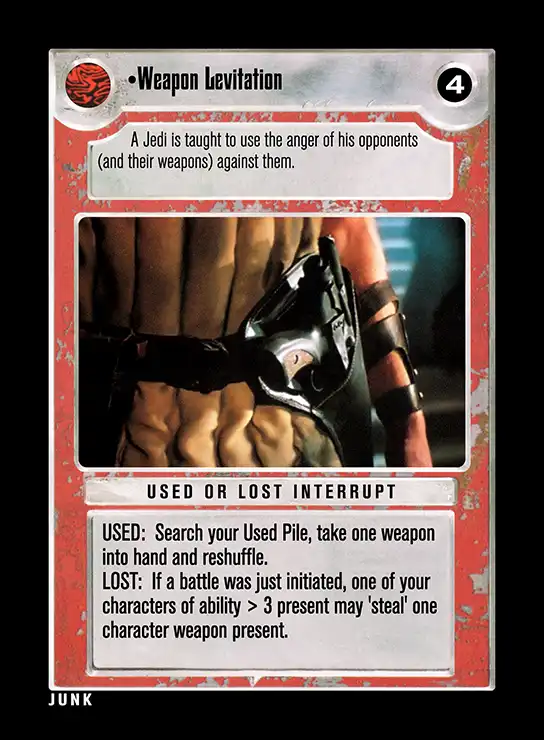 •Weapon Levitation
4
A Jedi is taught to use the anger of his opponents
(and their weapons) against them.
USED OR LOST INTERRUPT
USED: Search your Used Pile, take one weapon
into hand and reshuffle.
LOST: If a battle was just initiated, one of your
characters of ability > 3 present may 'steal' one
character weapon present.
JUNK